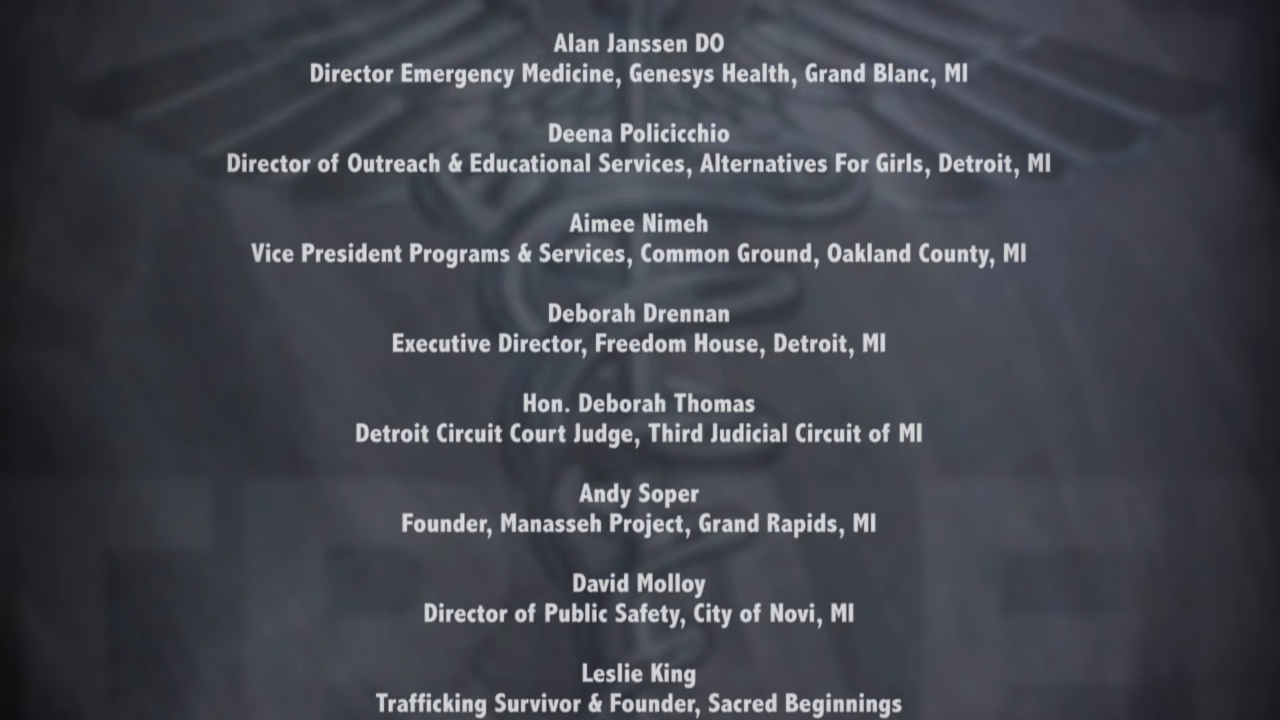 Alan Janssen DO
Director Emergency Medicine, Genesys Health, Grand Blanc, MI
Deena Policicchio
Director of Outreach & Educational Services, Alternatives For Girls, Detroit, MI
Aimee Nimeh
Vice President Programs & Services, Common Ground, Oakland County, MI
Deborah Drennan
Executive Director, Freedom House, Detroit, MI
Hon. Deborah Thomas
Detroit Circuit Court Judge, Third Judicial Circuit of MI
Andy Soper
Founder, Manasseh Project, Grand Rapids, MI
David Molloy
Director of Public Safety, City of Novi, MI
Leslie King
Trafficking Survivor & Founder, Sacred Beginnings